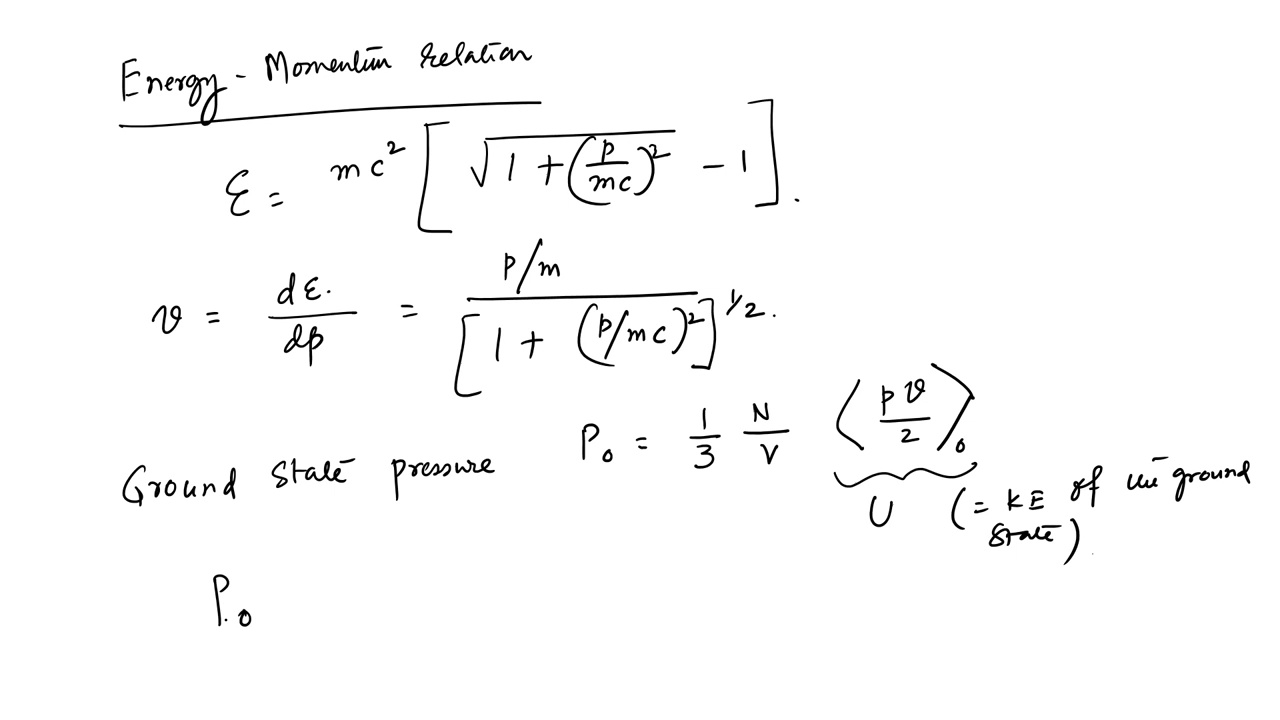 Energy - Momentum relation
ε = mc² [ √(1 + (p/mc)²) - 1 ].
v = dε./dp = p/m / [1 + (p/mc)²]^1/2.
Ground state pressure P₀ = 1/3 N/V ⟨pv/2⟩₀
U (= KE of the ground state)
P.₀